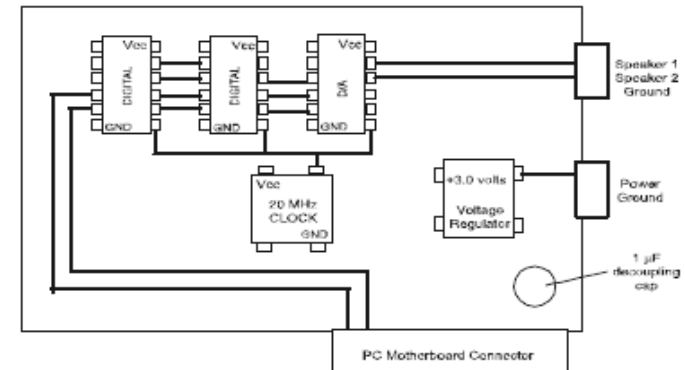 Vcc
DIGITAL
GND
Vcc
DIGITAL
GND
Vcc
D/A
GND
Speaker 1
Speaker 2
Ground
Vcc
20 MHz
CLOCK
GND
+3.0 volts
Voltage
Regulator
Power
Ground
1 µF
decoupling
cap
PC Motherboard Connector